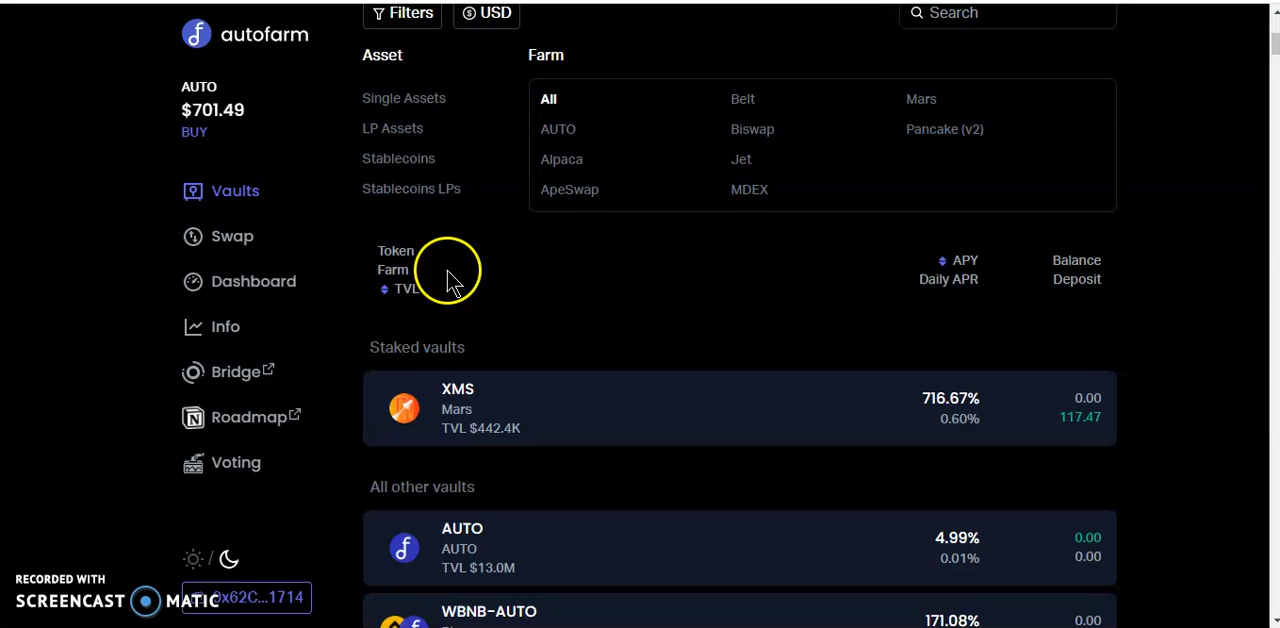 Filters
USD
Search
autofarm
AUTO
$701.49
BUY
Vaults
Swap
Dashboard
Info
Bridge
Roadmap
Voting
Asset
Single Assets
LP Assets
Stablecoins
Stablecoins LPs
Farm
All Belt Mars
AUTO Biswap Pancake (v2)
Alpaca Jet
ApeSwap MDEX
Token
Farm
TVL
APY Balance
Daily APR Deposit
Staked vaults
XMS
Mars
TVL $442.4K
716.67% 0.00
0.60% 117.47
All other vaults
AUTO
AUTO
TVL $13.0M
4.99% 0.00
0.01% 0.00
WBNB-AUTO
171.08% 0.00
RECORDED WITH
SCREENCAST MATIC
0x62C...1714